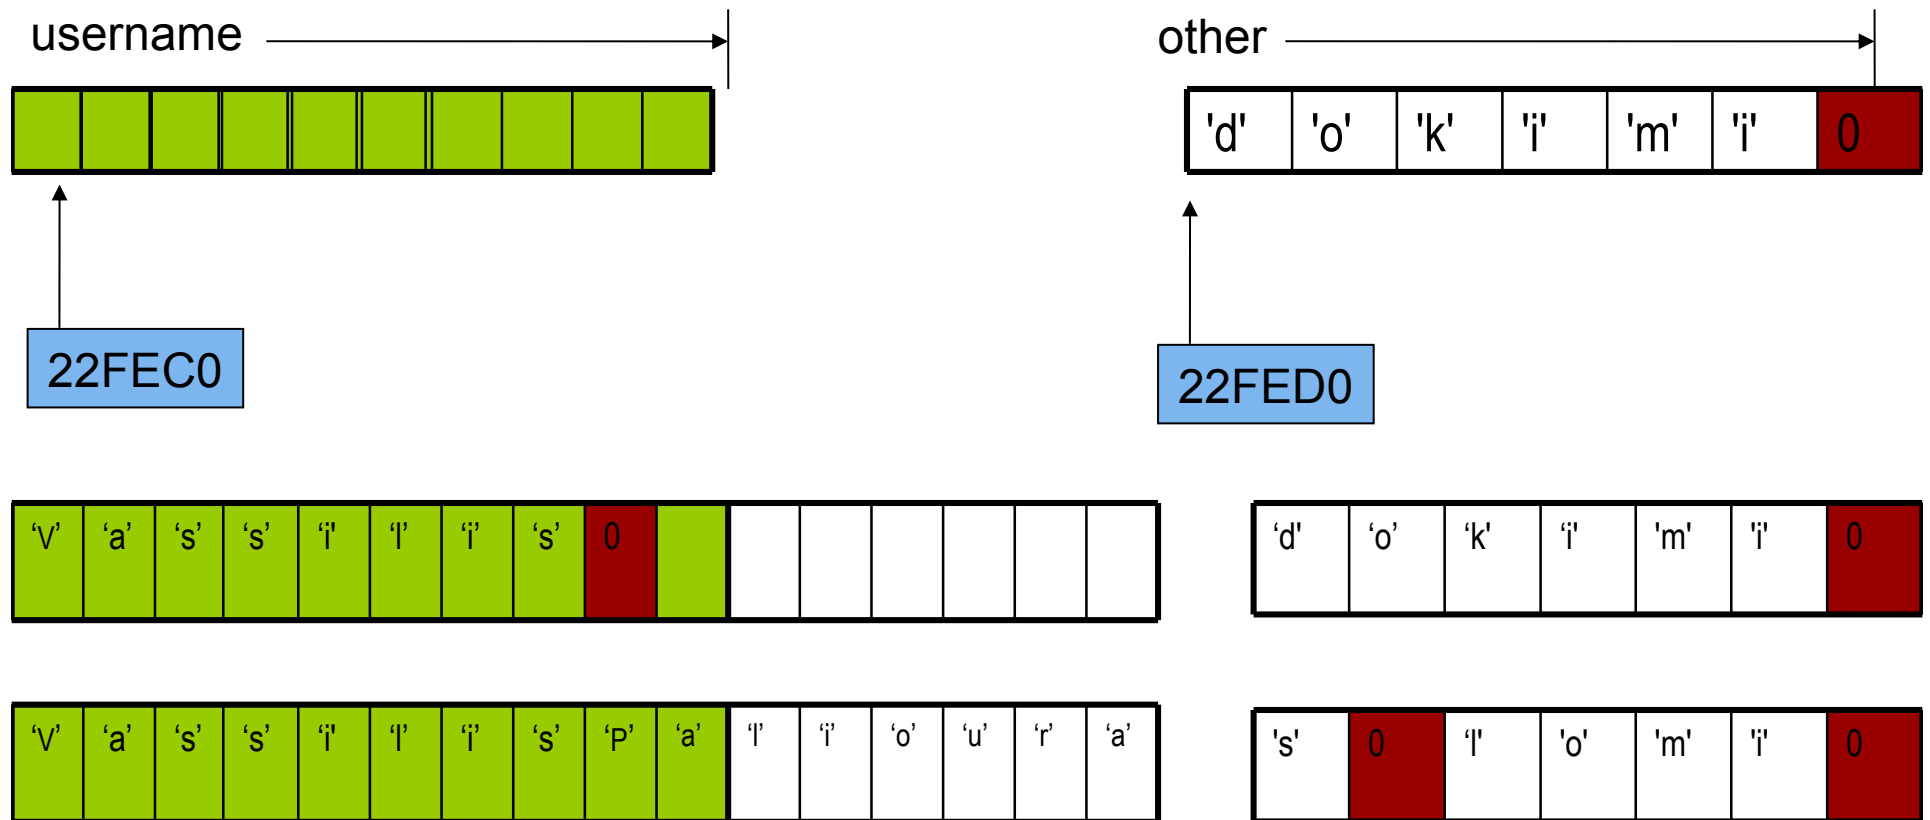 username other
'd' 'o' 'k' 'i' 'm' 'i' 0
22FEC0
22FED0
‘V’ ‘a’ ‘s’ ‘s’ ‘i' ‘l’ ‘i’ ‘s’ 0 ‘d' ‘o’ ‘k' ‘i’ 'm' 'i' 0
‘V’ ‘a’ ‘s’ ‘s’ ‘i' ‘l’ ‘i’ ‘s’ ‘P’ ‘a’ ‘l’ ‘i’ ‘o’ ‘u’ ‘r’ ‘a’ 's' 0 ‘l' 'o' 'm' 'i' 0